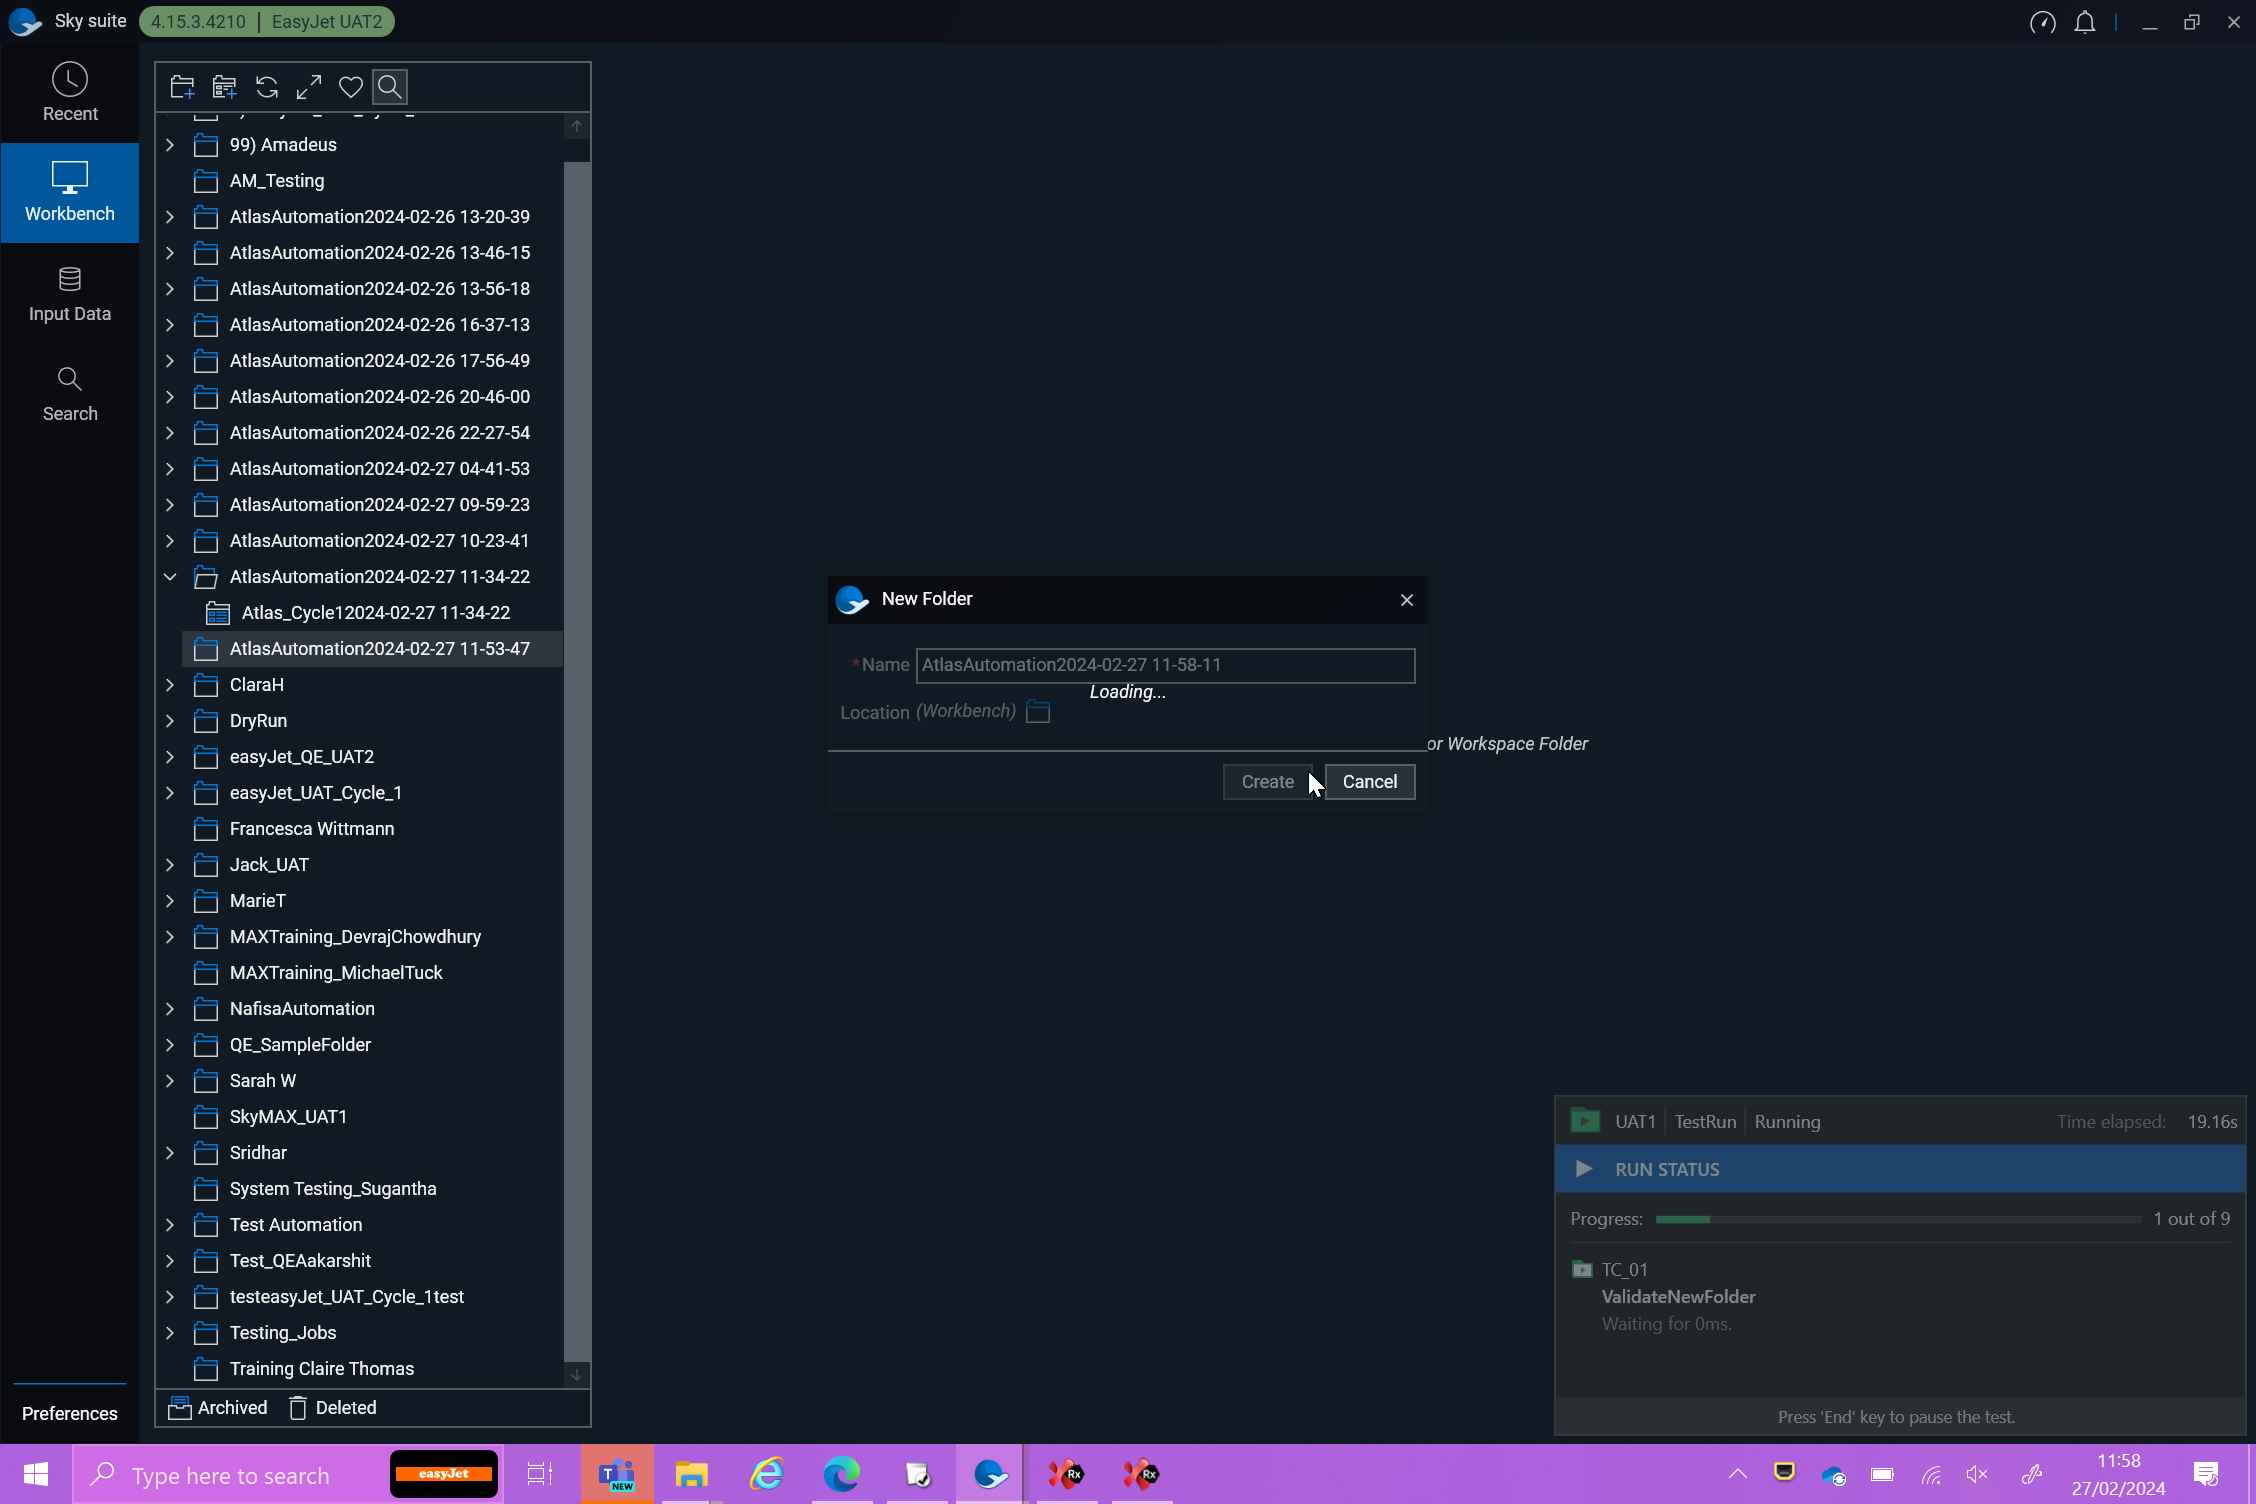 Sky suite 4.15.3.4210 | EasyJet UAT2
Recent
Workbench
Input Data
Search
Preferences
99) Amadeus
AM_Testing
AtlasAutomation2024-02-26 13-20-39
AtlasAutomation2024-02-26 13-46-15
AtlasAutomation2024-02-26 13-56-18
AtlasAutomation2024-02-26 16-37-13
AtlasAutomation2024-02-26 17-56-49
AtlasAutomation2024-02-26 20-46-00
AtlasAutomation2024-02-26 22-27-54
AtlasAutomation2024-02-27 04-41-53
AtlasAutomation2024-02-27 09-59-23
AtlasAutomation2024-02-27 10-23-41
AtlasAutomation2024-02-27 11-34-22
Atlas_Cycle12024-02-27 11-34-22
AtlasAutomation2024-02-27 11-53-47
ClaraH
DryRun
easyJet_QE_UAT2
easyJet_UAT_Cycle_1
Francesca Wittmann
Jack_UAT
MarieT
MAXTraining_DevrajChowdhury
MAXTraining_MichaelTuck
NafisaAutomation
QE_SampleFolder
Sarah W
SkyMAX_UAT1
Sridhar
System Testing_Sugantha
Test Automation
Test_QEAakarshit
testeasyJet_UAT_Cycle_1test
Testing_Jobs
Training Claire Thomas
Archived Deleted
New Folder
*Name AtlasAutomation2024-02-27 11-58-11
Loading...
Location (Workbench)
or Workspace Folder
Create Cancel
UAT1 TestRun Running Time elapsed: 19.16s
RUN STATUS
Progress: 1 out of 9
TC_01
ValidateNewFolder
Waiting for 0ms.
Press 'End' key to pause the test.
Type here to search
easyJet
T
NEW
Rx
Rx
11:58
27/02/2024